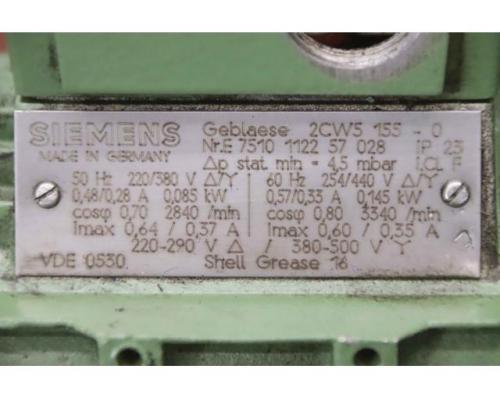 SIEMENS Geblaese 2CW5 155 - 0
MADE IN GERMANY Nr.E 7510 1122 57 028 IP 23
Δp stat. min = 4,5 mbar I.CL F
50 Hz 220/380 V Δ/Y 60 Hz 254/440 V Δ/Y
0,48/0,28 A 0,085 kW 0,57/0,33 A 0,145 kW
cosφ 0,70 2840 /min cosφ 0,80 3340 /min
Imax 0,64 / 0,37 A Imax 0,60 / 0,35 A
220-290 V Δ / 380-500 V Y
VDE 0530 Shell Grease 16